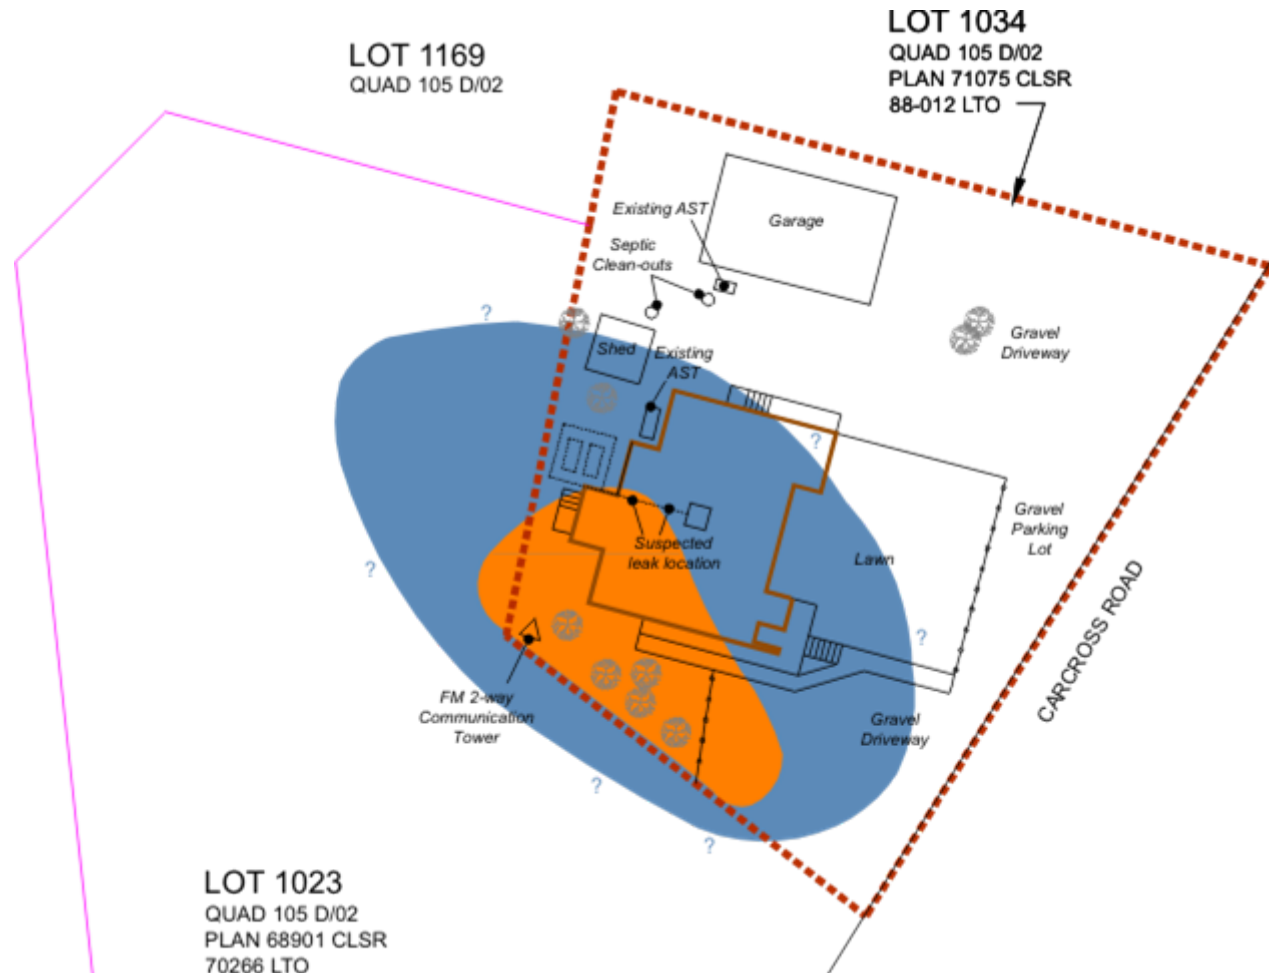 LOT 1169
QUAD 105 D/02
LOT 1034
QUAD 105 D/02
PLAN 71075 CLSR
88-012 LTO
Existing AST
Garage
Septic
Clean-outs
?
Shed
Existing
AST
Gravel
Driveway
?
Gravel
Parking
Lot
Suspected
leak location
Lawn
?
?
CARCROSS ROAD
FM 2-way
Communication
Tower
Gravel
Driveway
?
?
LOT 1023
QUAD 105 D/02
PLAN 68901 CLSR
70266 LTO